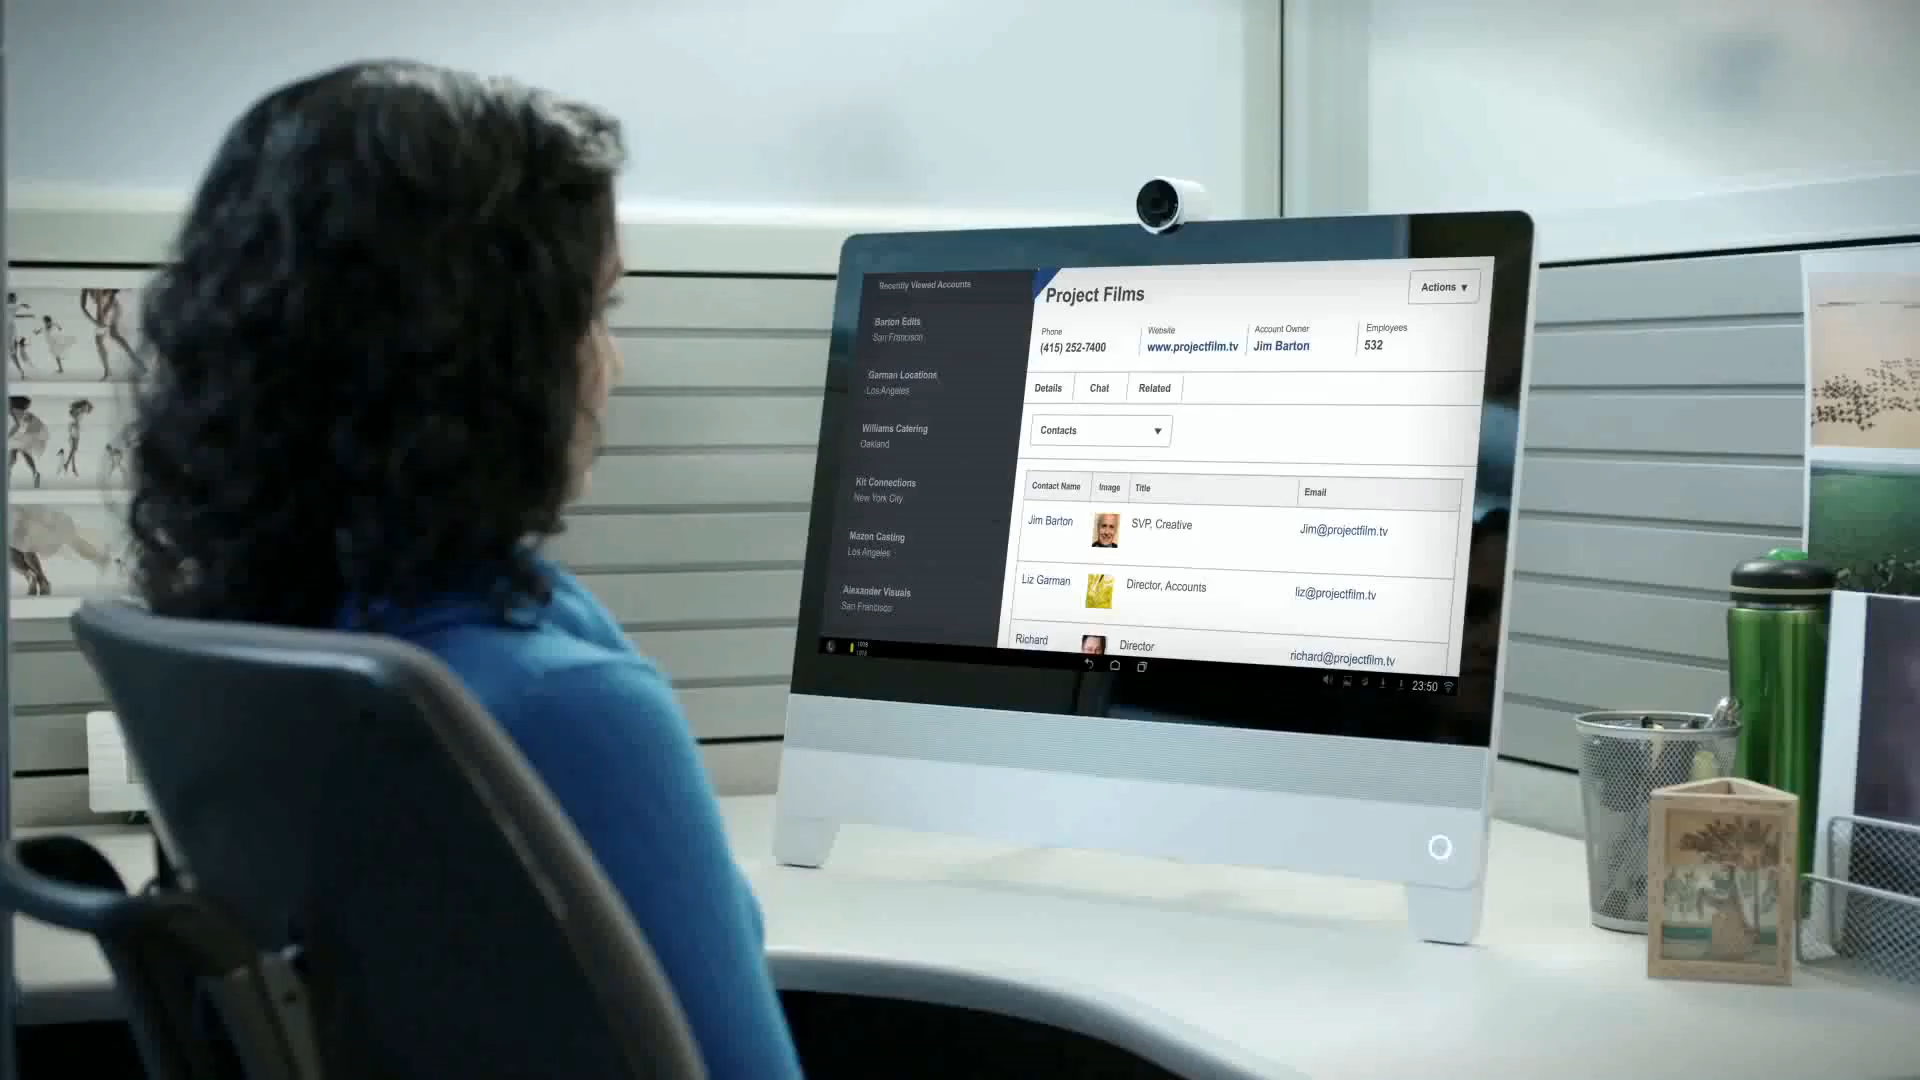 Recently Viewed Accounts
Barton Edits
San Francisco
Garman Locations
Los Angeles
Williams Catering
Oakland
Kit Connections
New York City
Mazon Casting
Los Angeles
Alexander Visuals
San Francisco
Project Films
Actions
Phone
(415) 252-7400
Website
www.projectfilm.tv
Account Owner
Jim Barton
Employees
532
Details Chat Related
Contacts
Contact Name Image Title Email
Jim Barton SVP, Creative Jim@projectfilm.tv
Liz Garman Director, Accounts liz@projectfilm.tv
Richard Director richard@projectfilm.tv
23:50